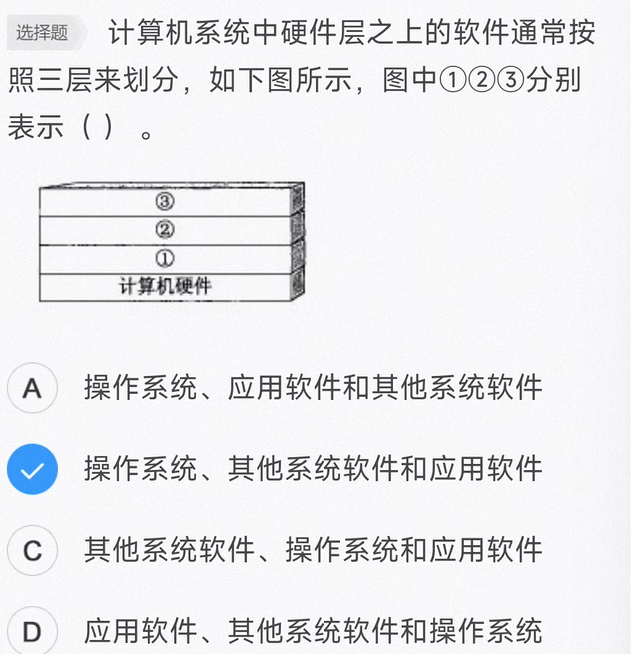 选择题 计算机系统中硬件层之上的软件通常按
照三层来划分，如下图所示，图中①②③分别
表示（ ）。
③
②
①
计算机硬件
A 操作系统、应用软件和其他系统软件
操作系统、其他系统软件和应用软件
C 其他系统软件、操作系统和应用软件
D 应用软件、其他系统软件和操作系统